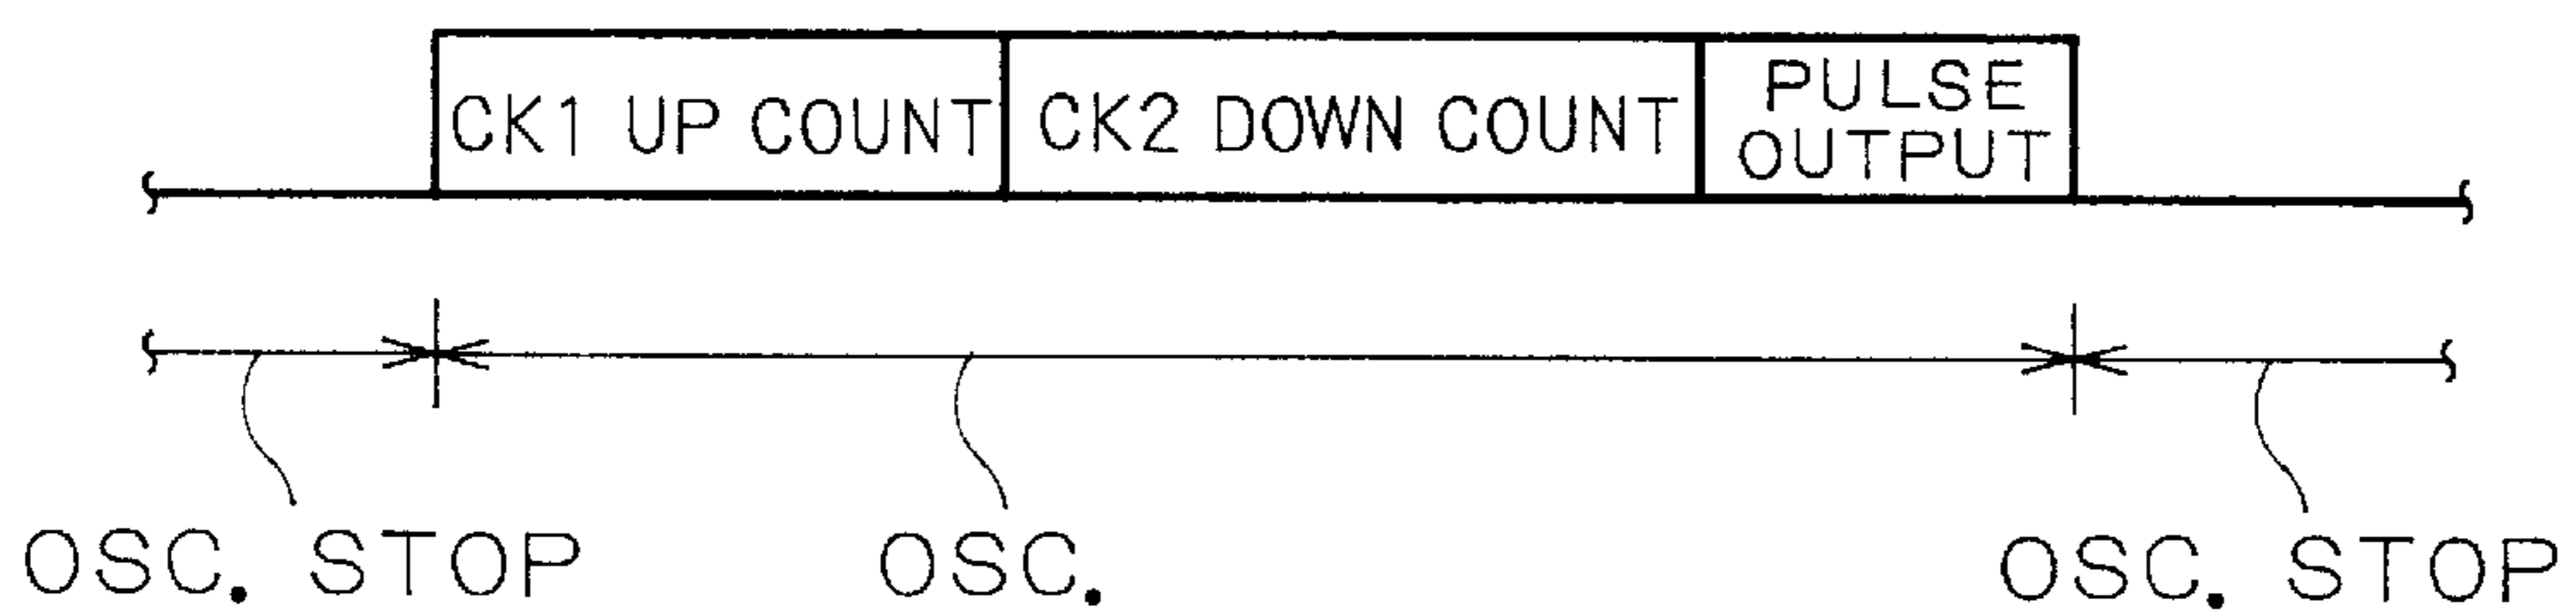 CK1 UP COUNT
CK2 DOWN COUNT
PULSE
OUTPUT
OSC. STOP
OSC.
OSC. STOP